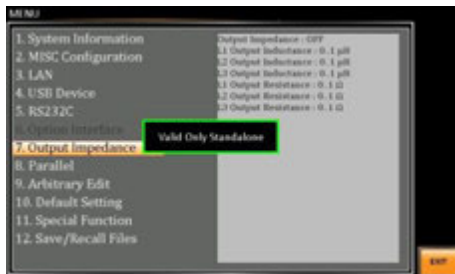 MENU
1. System Information
2. MISC Configuration
3. LAN
4. USB Device
5. RS232C
6. Option Interface
7. Output Impedance
8. Parallel
9. Arbitrary Edit
10. Default Setting
11. Special Function
12. Save/Recall Files
Output Impedance : OFF
L1 Output Inductance : 0.1 μH
L2 Output Inductance : 0.1 μH
L3 Output Inductance : 0.1 μH
L1 Output Resistance : 0.1 Ω
L2 Output Resistance : 0.1 Ω
L3 Output Resistance : 0.1 Ω
Valid Only Standalone
EXIT